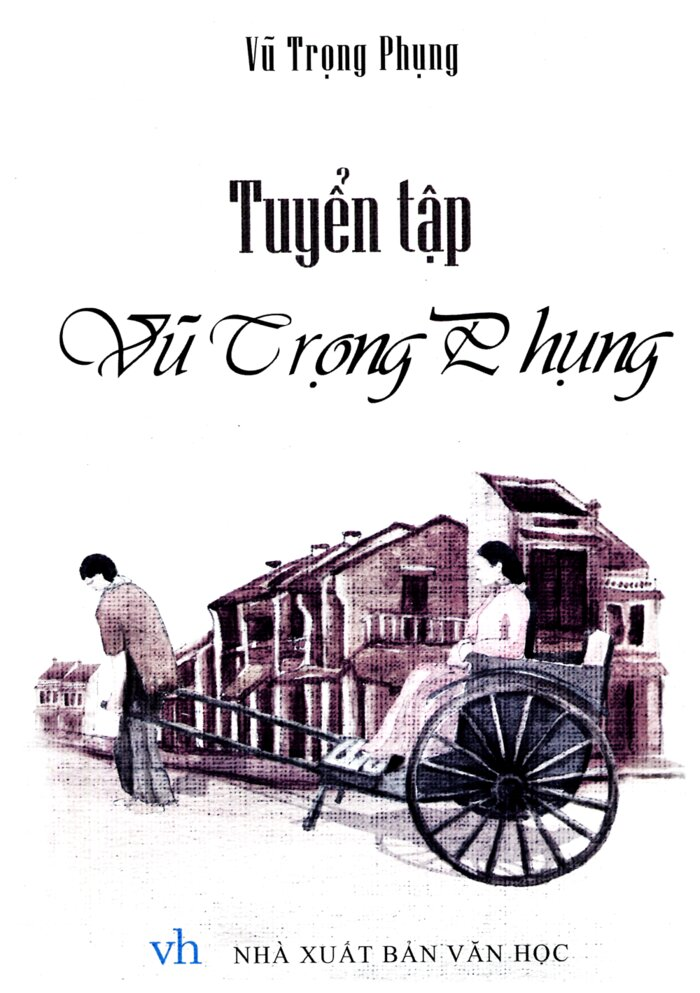 Vũ Trọng Phụng
Tuyển tập
Vũ Trọng Phụng
vh NHÀ XUẤT BẢN VĂN HỌC